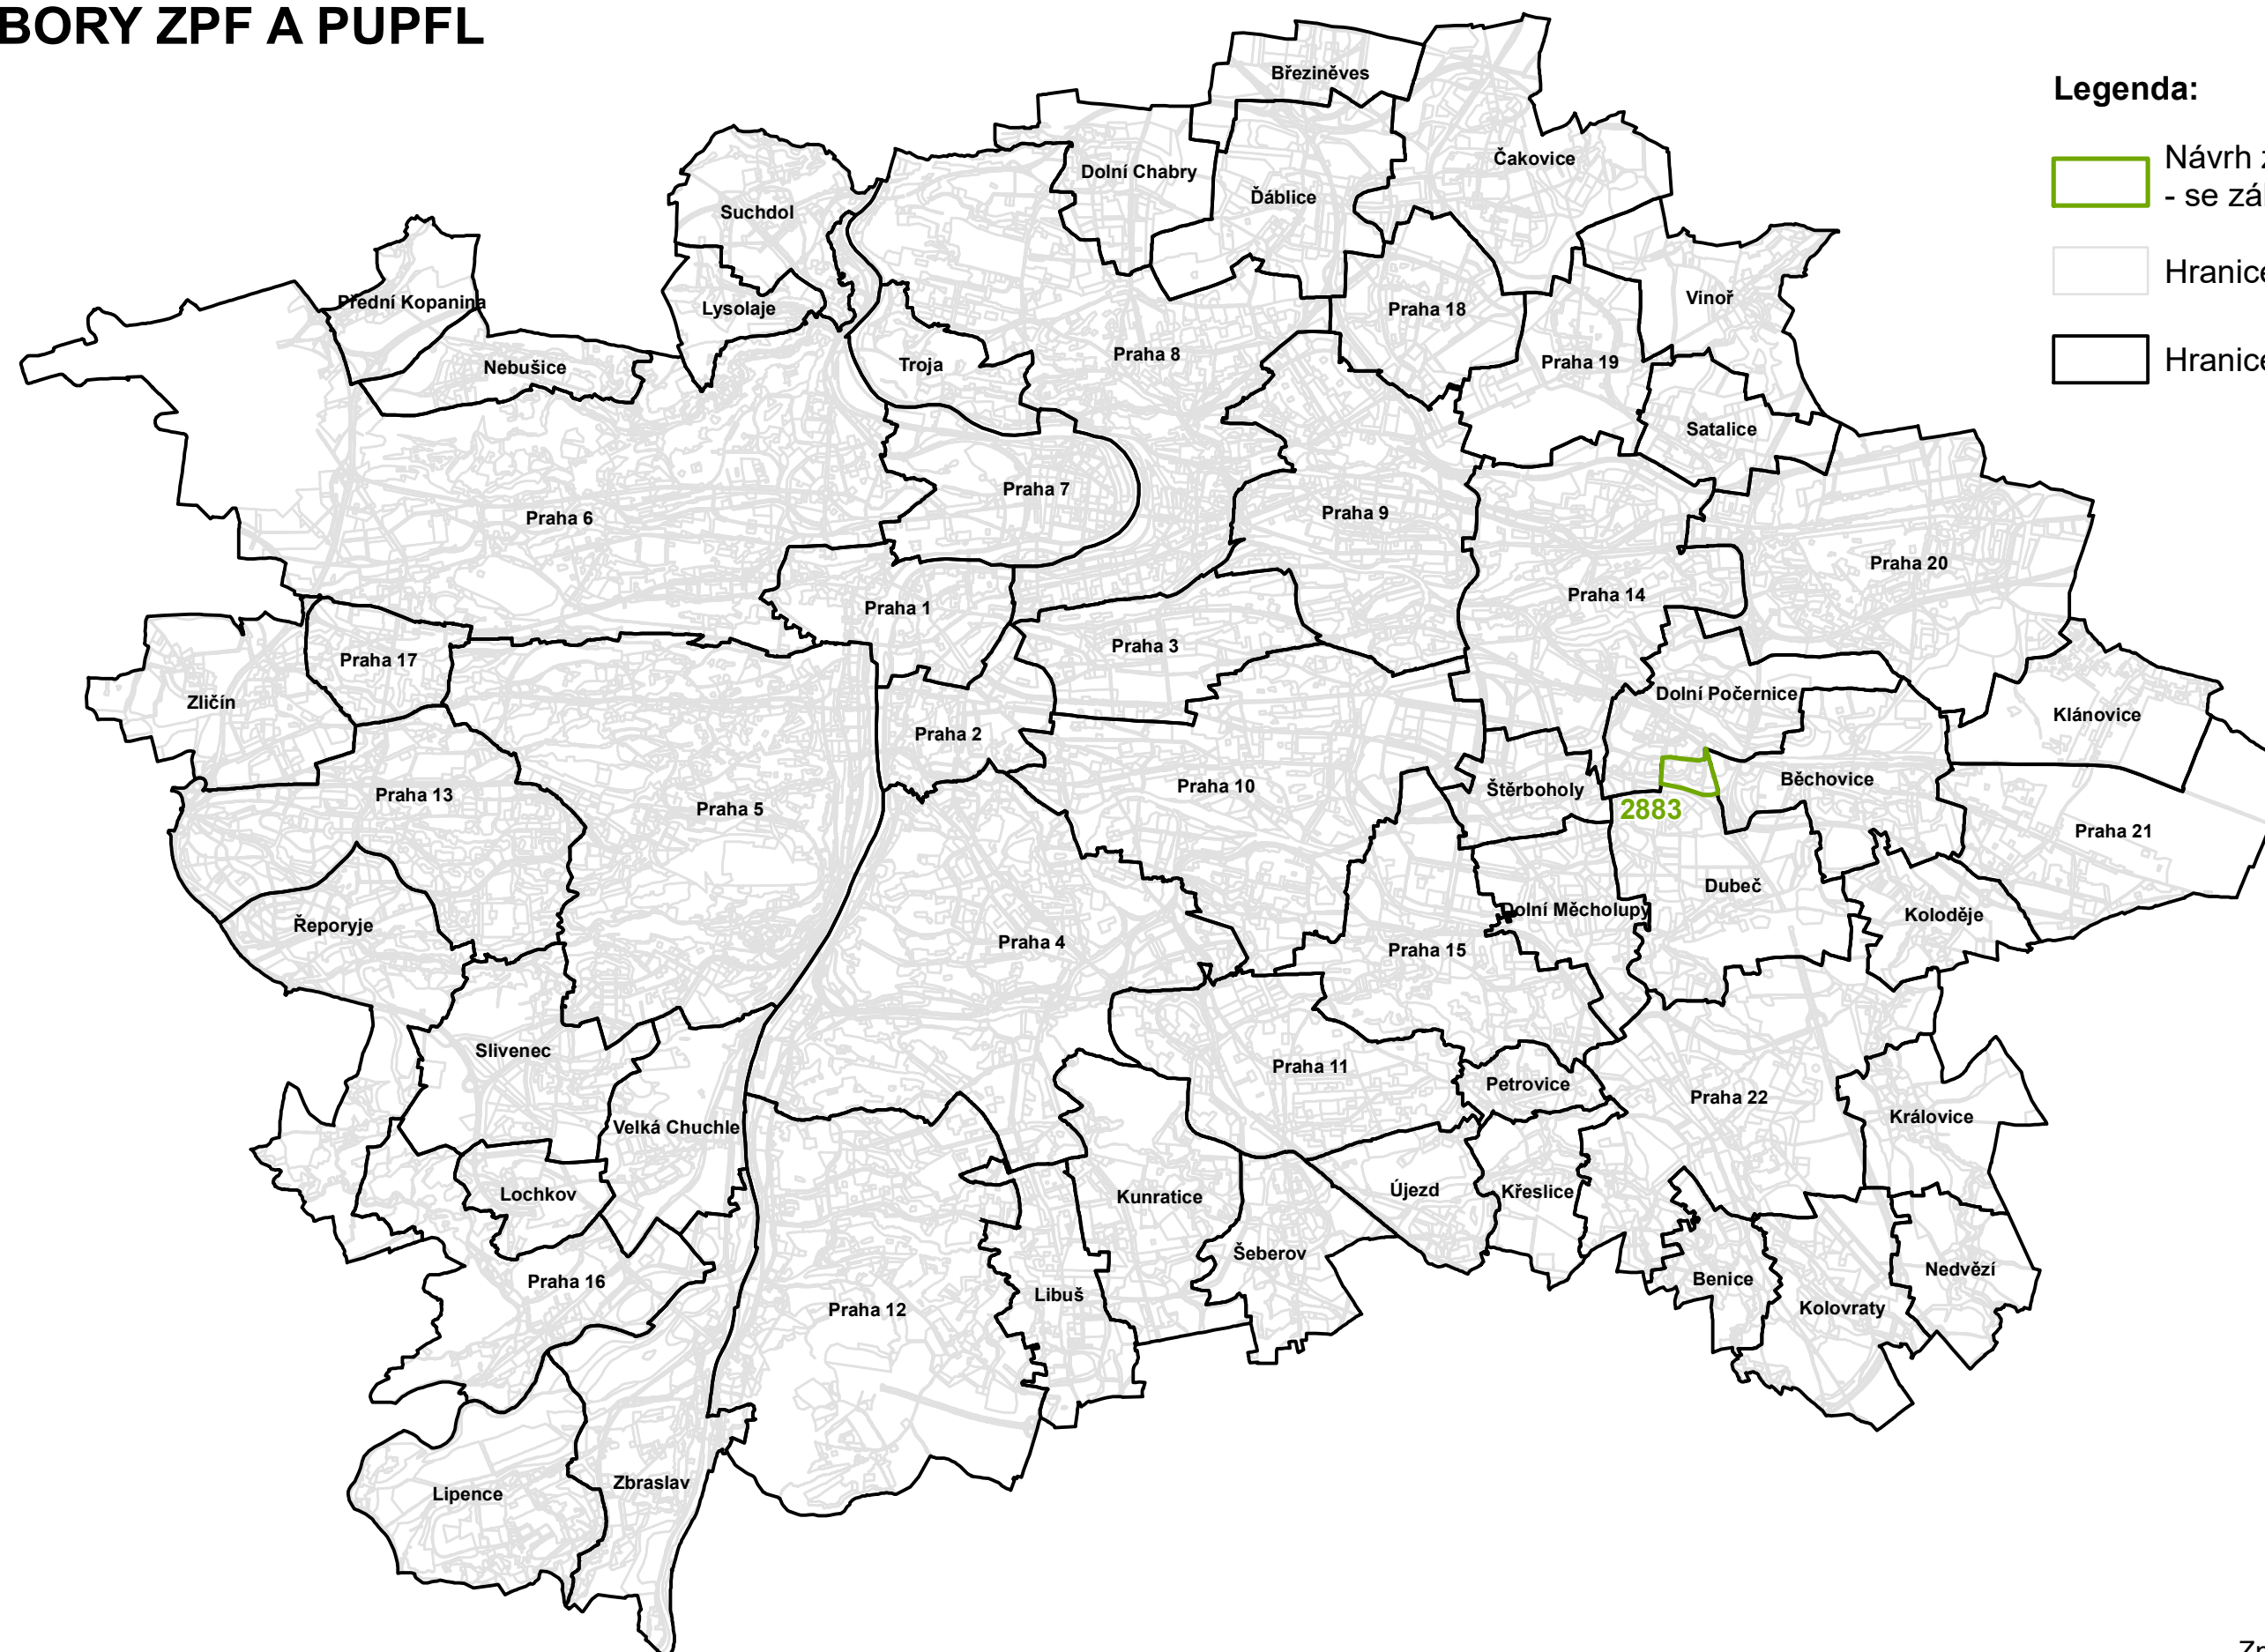 BORY ZPF A PUPFL
Legenda:
Návrh z
- se zá
Hranice
Hranice
Březiněves
Čakovice
Dolní Chabry
Ďáblice
Suchdol
Přední Kopanina
Lysolaje
Vinoř
Praha 18
Nebušice
Troja
Praha 8
Praha 19
Satalice
Praha 7
Praha 6
Praha 9
Praha 20
Praha 14
Praha 1
Praha 3
Praha 17
Zličín
Dolní Počernice
Klánovice
Praha 2
Praha 13
Praha 5
Praha 10
Štěrboholy
Běchovice
2883
Praha 21
Dubeč
Řeporyje
Dolní Měcholupy
Koloděje
Praha 4
Praha 15
Slivenec
Praha 11
Petrovice
Praha 22
Královice
Velká Chuchle
Lochkov
Kunratice
Újezd
Křeslice
Šeberov
Praha 16
Libuš
Praha 12
Benice
Nedvězí
Kolovraty
Lipence
Zbraslav